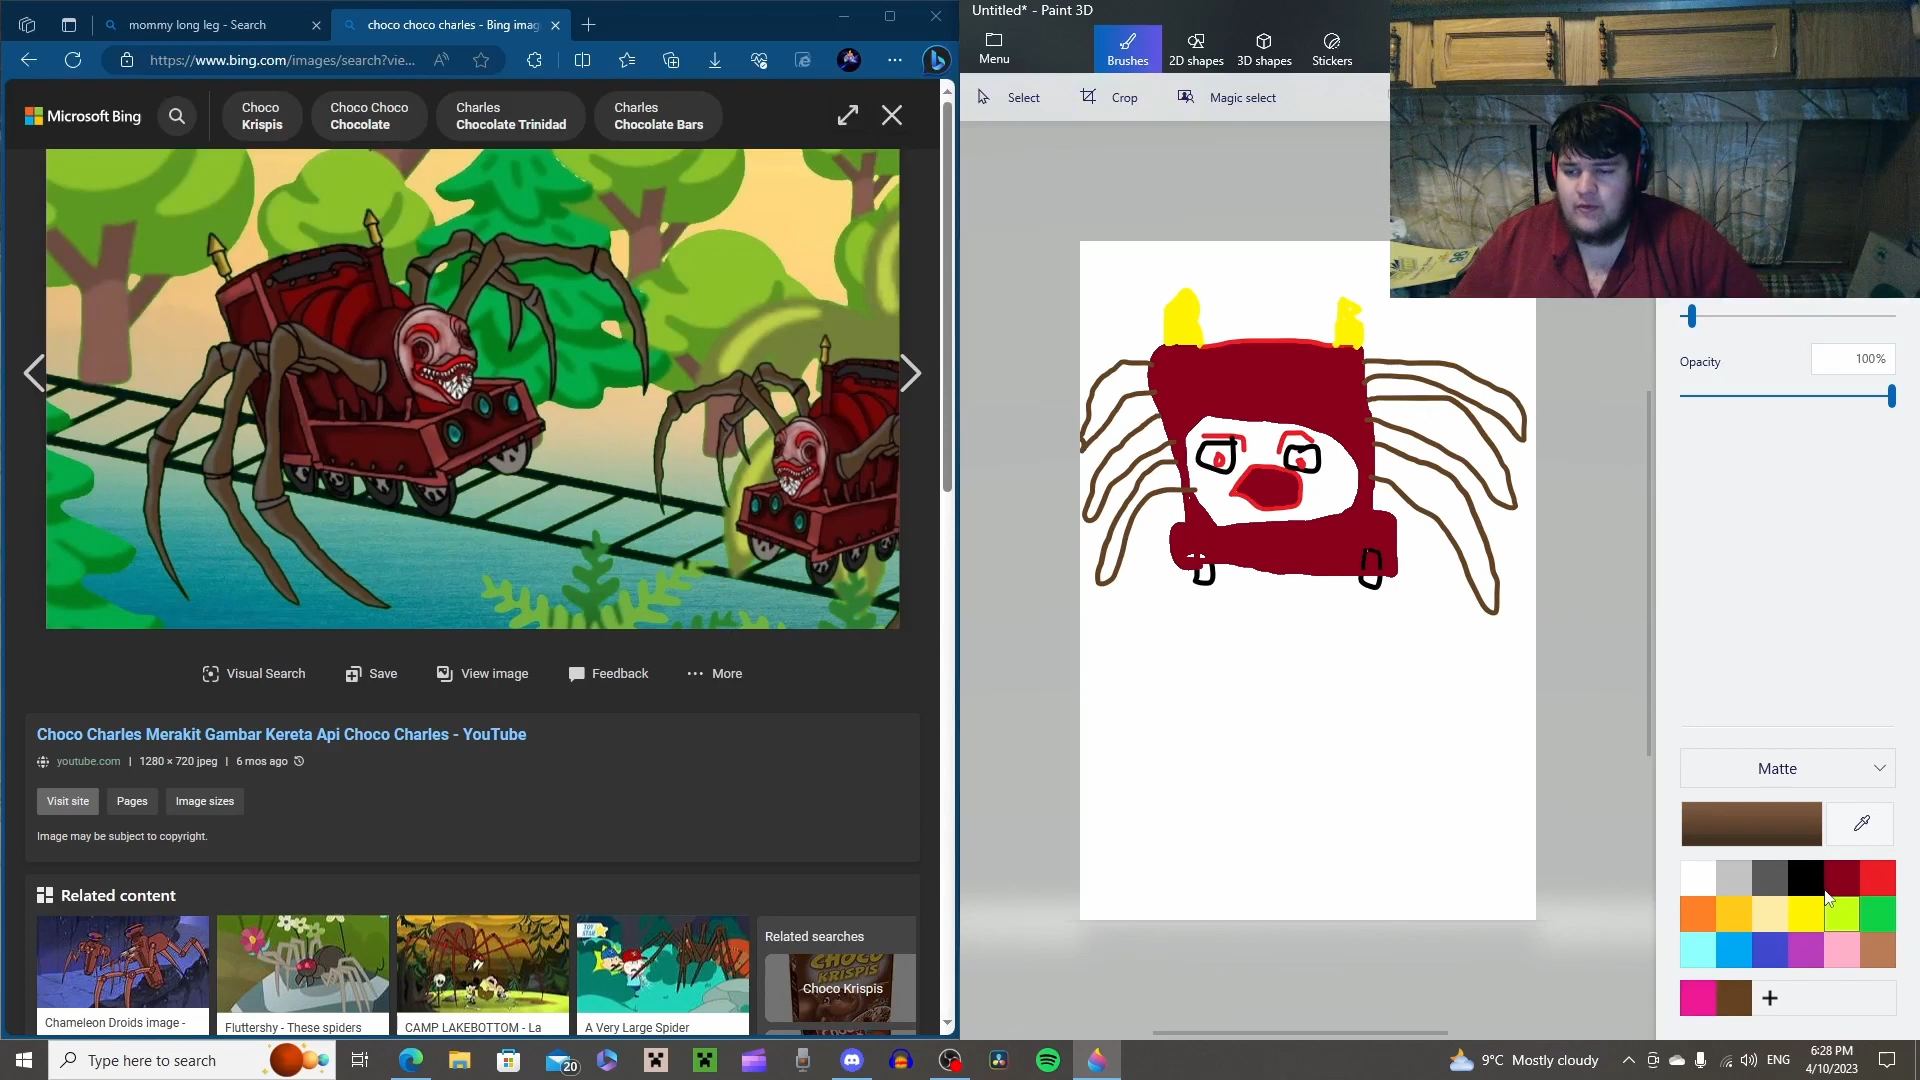 mommy long leg - Search
choco choco charles - Bing imag
https://www.bing.com/images/search?vie...
Microsoft Bing
Choco
Krispis
Choco Choco
Chocolate
Charles
Chocolate Trinidad
Charles
Chocolate Bars
Visual Search
Save
View image
Feedback
More
Choco Charles Merakit Gambar Kereta Api Choco Charles - YouTube
youtube.com | 1280 × 720 jpeg | 6 mos ago
Visit site
Pages
Image sizes
Image may be subject to copyright.
Related content
Chameleon Droids image -
Fluttershy - These spiders
CAMP LAKEBOTTOM - La
A Very Large Spider
Related searches
CHOCO
KRISPIS
Choco Krispis
Untitled* - Paint 3D
Menu
Brushes
2D shapes
3D shapes
Stickers
Select
Crop
Magic select
Opacity
100%
Matte
Type here to search
20
9°C Mostly cloudy
ENG
6:28 PM
4/10/2023